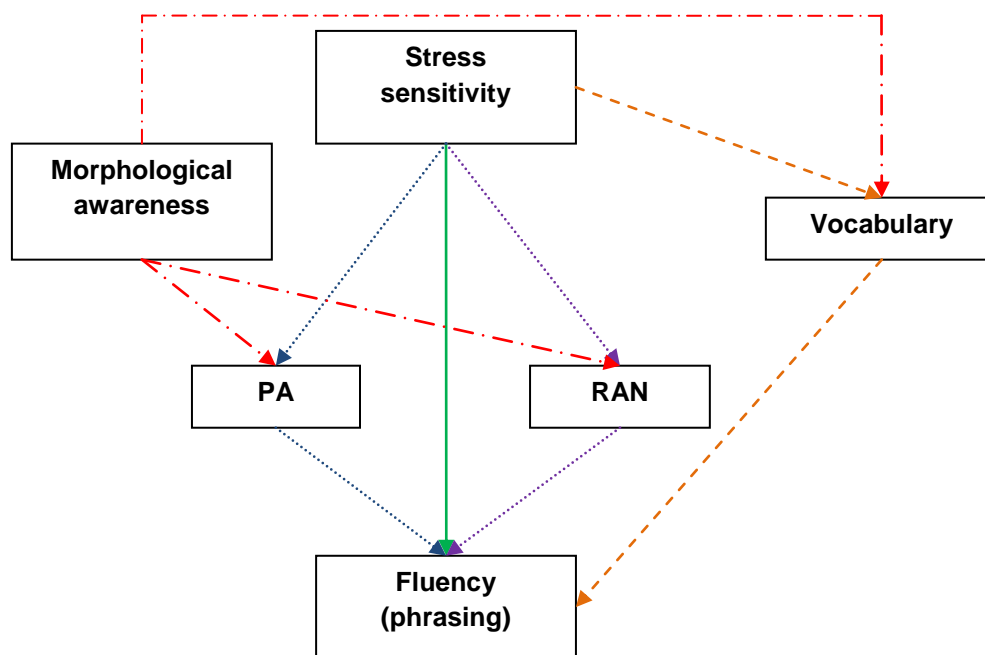 Stress
sensitivity
Morphological
awareness
Vocabulary
PA
RAN
Fluency
(phrasing)